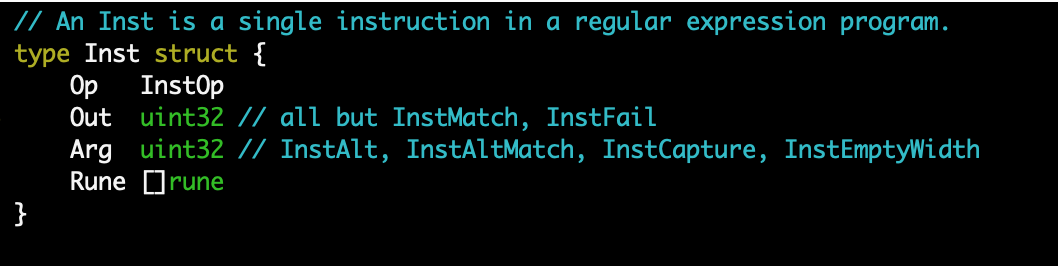 // An Inst is a single instruction in a regular expression program.
type Inst struct {
    Op   InstOp
    Out  uint32 // all but InstMatch, InstFail
    Arg  uint32 // InstAlt, InstAltMatch, InstCapture, InstEmptyWidth
    Rune []rune
}